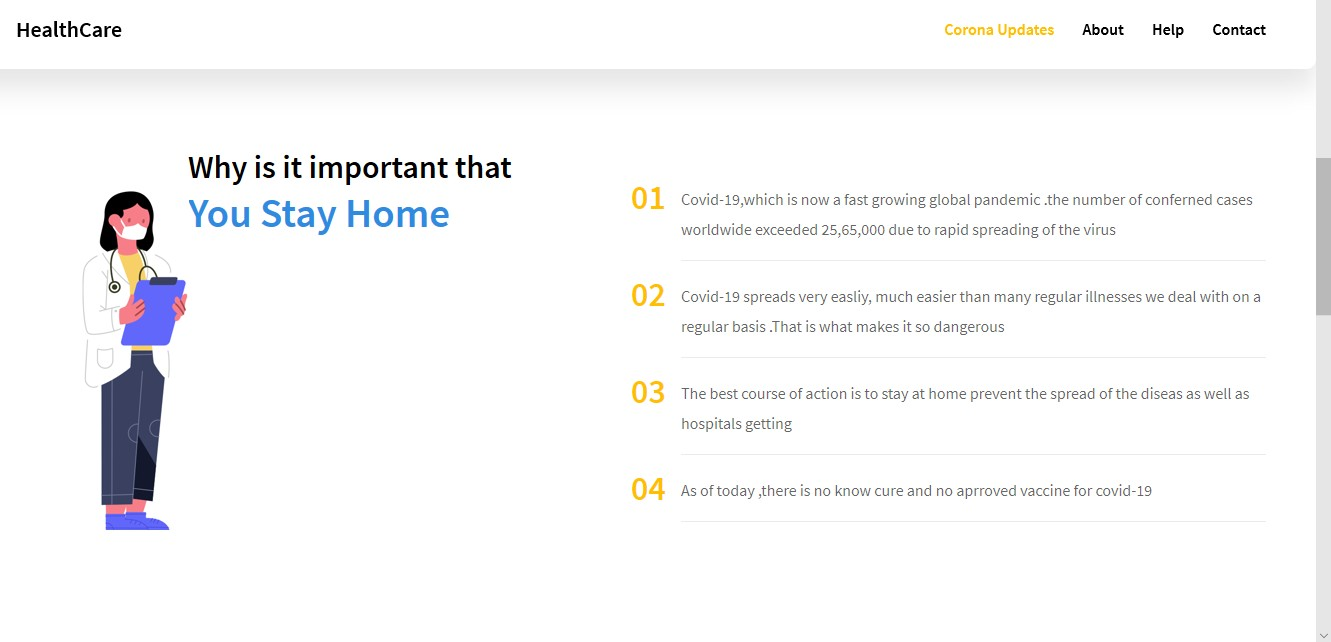 HealthCare
Corona Updates About Help Contact
Why is it important that
You Stay Home
01 Covid-19,which is now a fast growing global pandemic .the number of conferned cases
worldwide exceeded 25,65,000 due to rapid spreading of the virus
02 Covid-19 spreads very easliy, much easier than many regular illnesses we deal with on a
regular basis .That is what makes it so dangerous
03 The best course of action is to stay at home prevent the spread of the diseas as well as
hospitals getting
04 As of today ,there is no know cure and no aprroved vaccine for covid-19